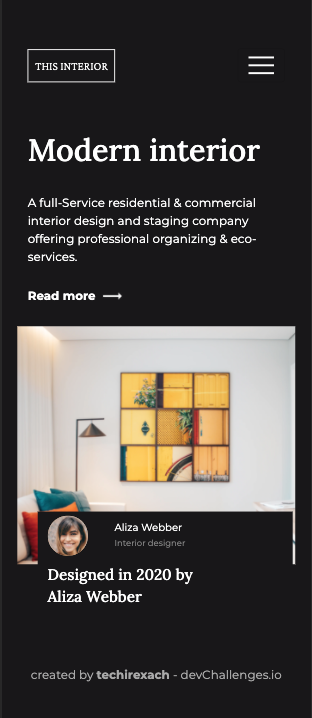 THIS INTERIOR
Modern interior
A full-Service residential & commercial
interior design and staging company
offering professional organizing & eco-
services.
Read more
Aliza Webber
Interior designer
Designed in 2020 by
Aliza Webber
created by techirexach - devChallenges.io